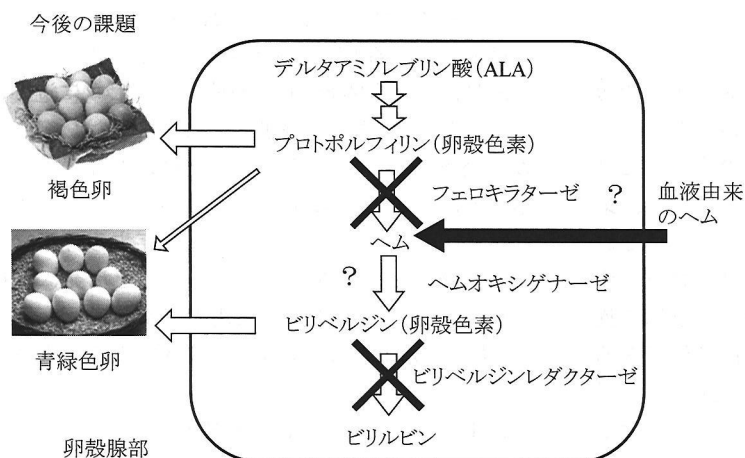 今後の課題
デルタアミノレブリン酸(ALA)
プロトポルフィリン(卵殻色素)
褐色卵
フェロキラターゼ ?
血液由来
のヘム
ヘム
? ヘムオキシゲナーゼ
ビリベルジン(卵殻色素)
青緑色卵
ビリベルジンレダクターゼ
ビリルビン
卵殻腺部